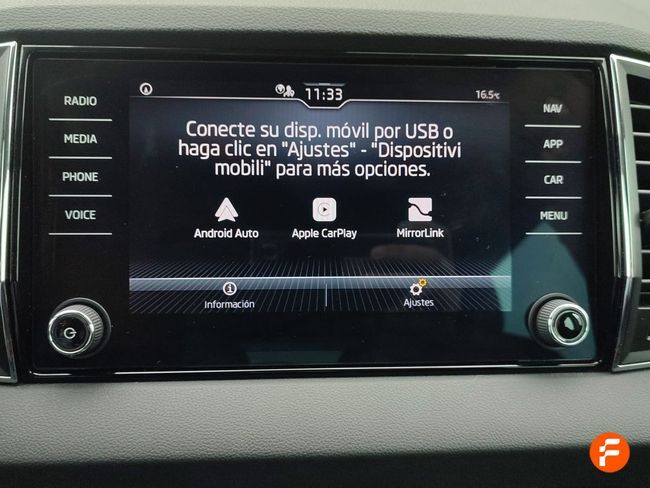 11:33
16.5°C
RADIO
MEDIA
PHONE
VOICE
Conecte su disp. móvil por USB o
haga clic en "Ajustes" - "Dispositivi
mobili" para más opciones.
Android Auto
Apple CarPlay
MirrorLink
Información
Ajustes
NAV
APP
CAR
MENU